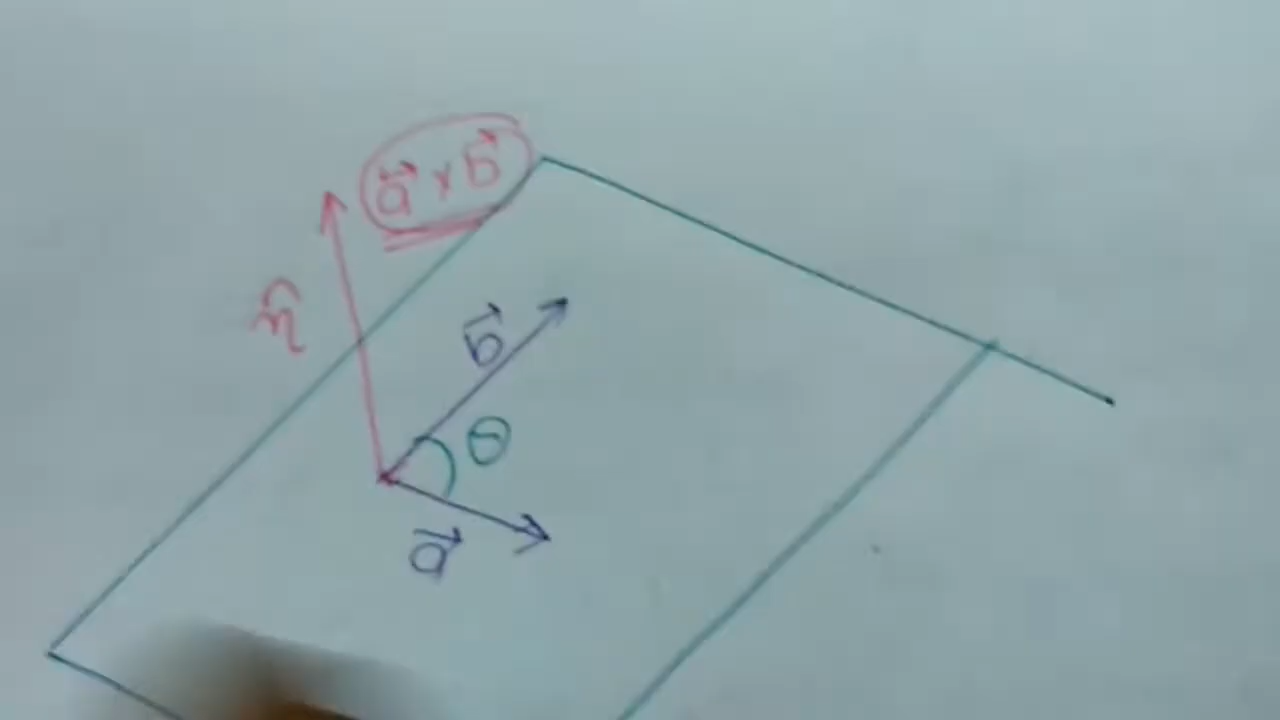 a⃗ × b⃗
n̂
b⃗
θ
a⃗